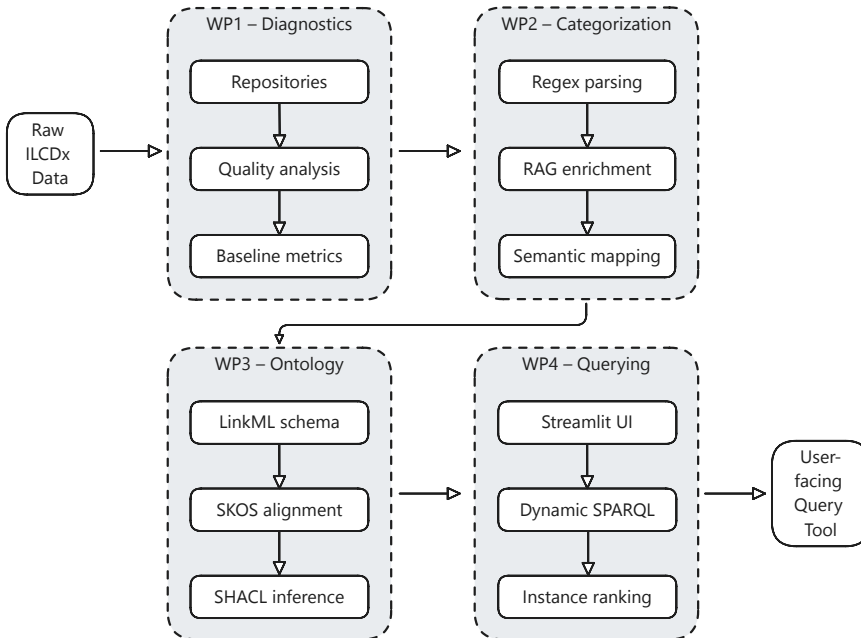 WP1 – Diagnostics
Repositories
Quality analysis
Baseline metrics
Raw
ILCDx
Data
WP2 – Categorization
Regex parsing
RAG enrichment
Semantic mapping
WP3 – Ontology
LinkML schema
SKOS alignment
SHACL inference
WP4 – Querying
Streamlit UI
Dynamic SPARQL
Instance ranking
User-
facing
Query
Tool